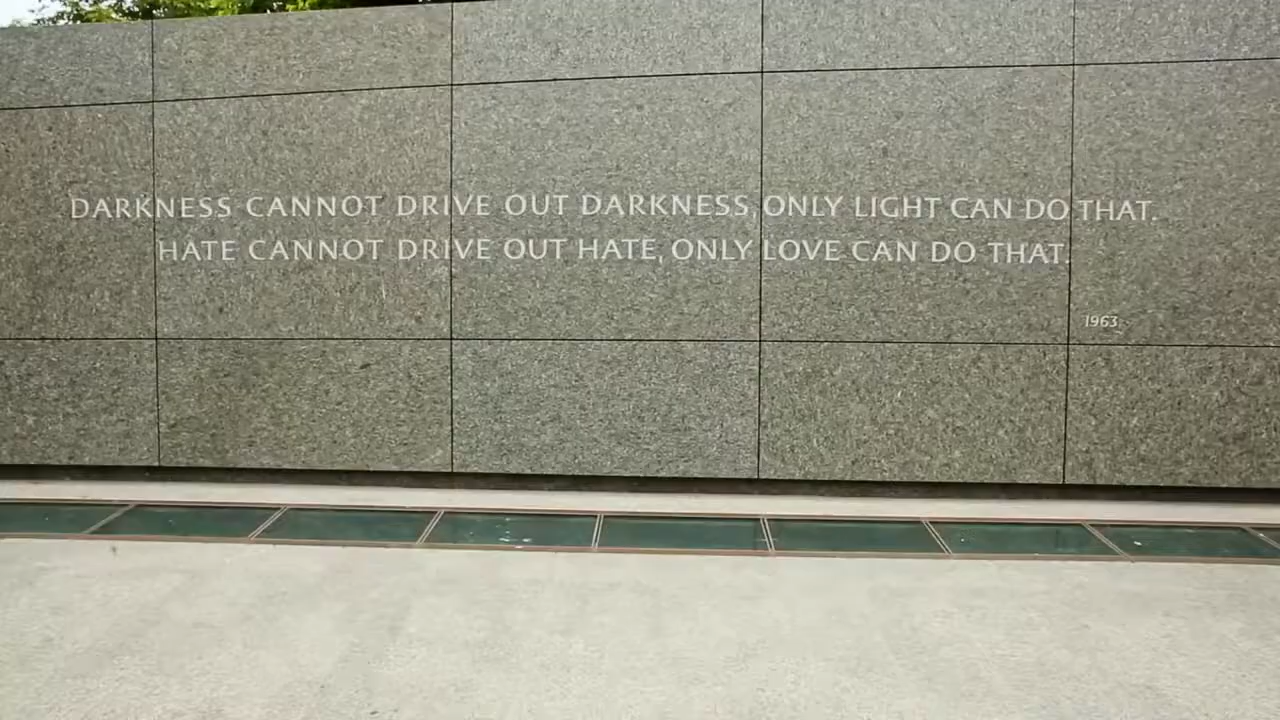 DARKNESS CANNOT DRIVE OUT DARKNESS, ONLY LIGHT CAN DO THAT.
HATE CANNOT DRIVE OUT HATE, ONLY LOVE CAN DO THAT.
1963